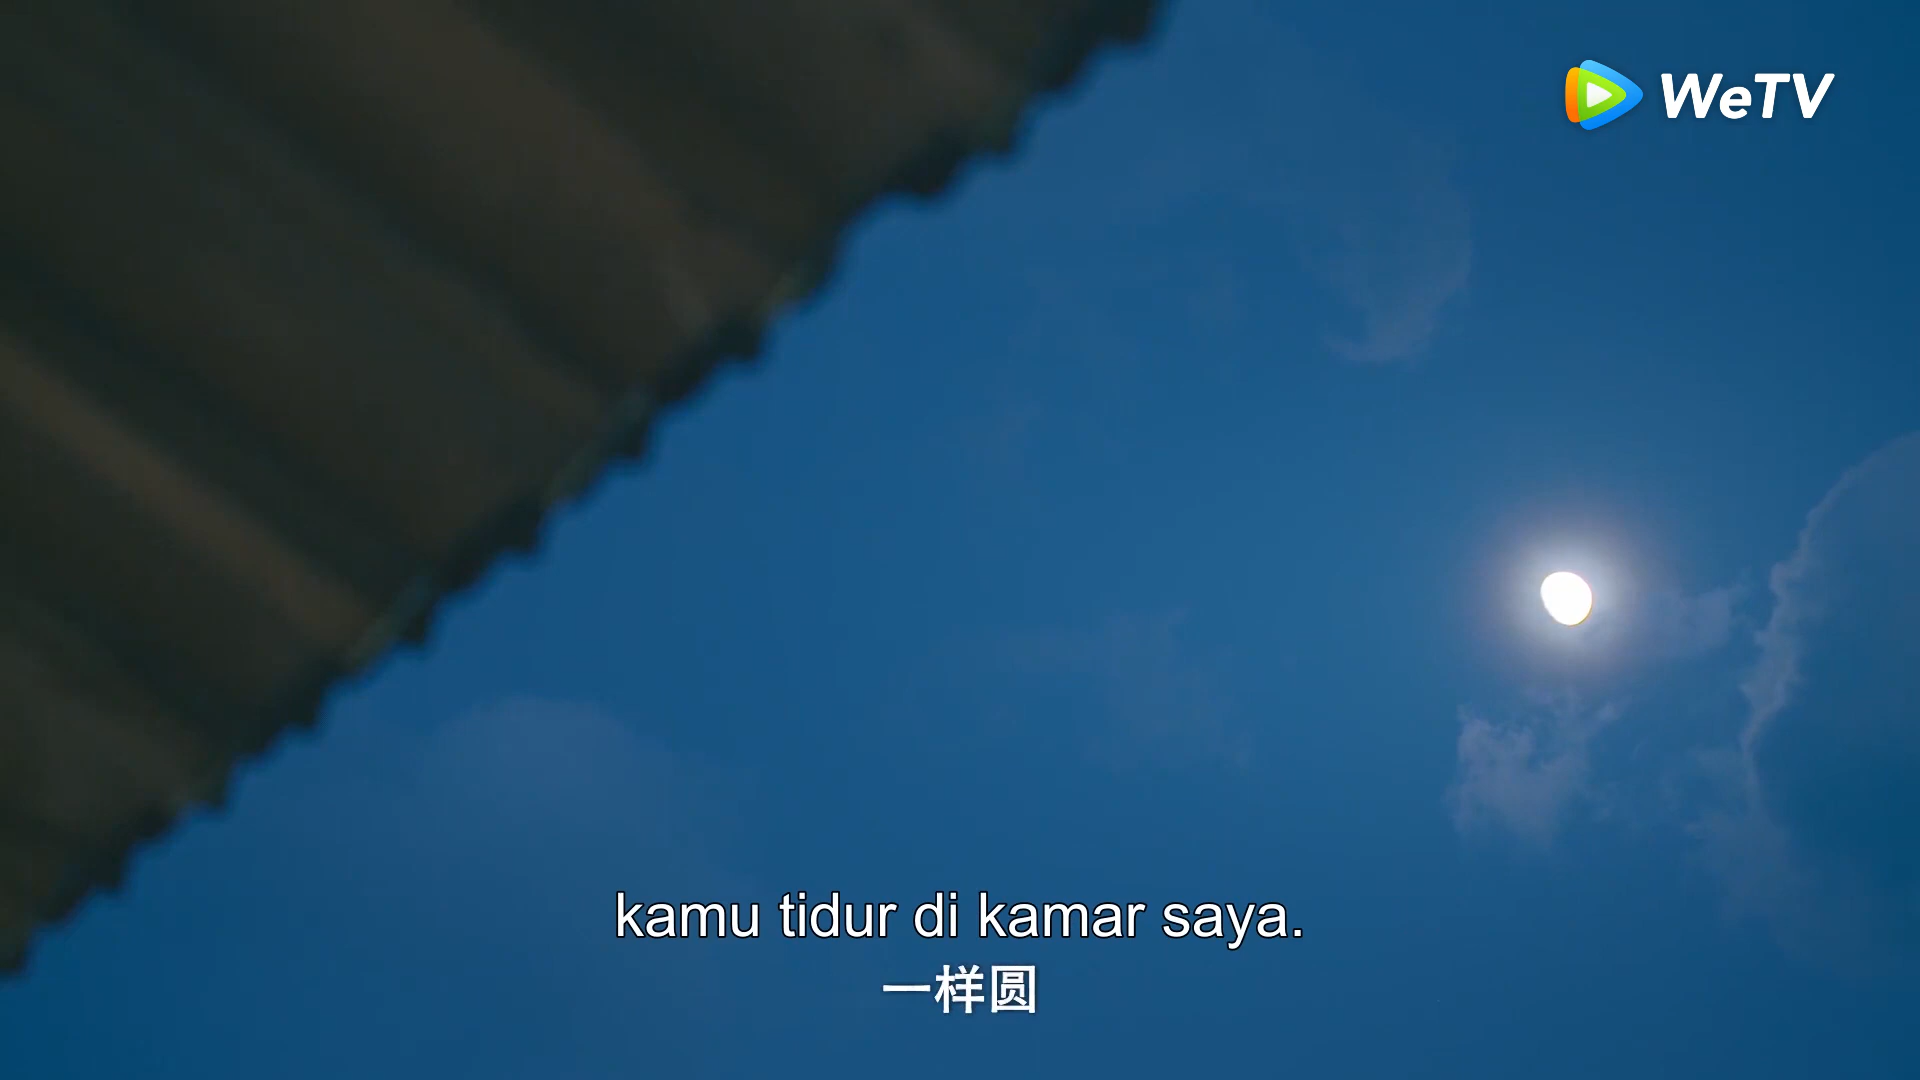 WeTV
kamu tidur di kamar saya.
一样圆